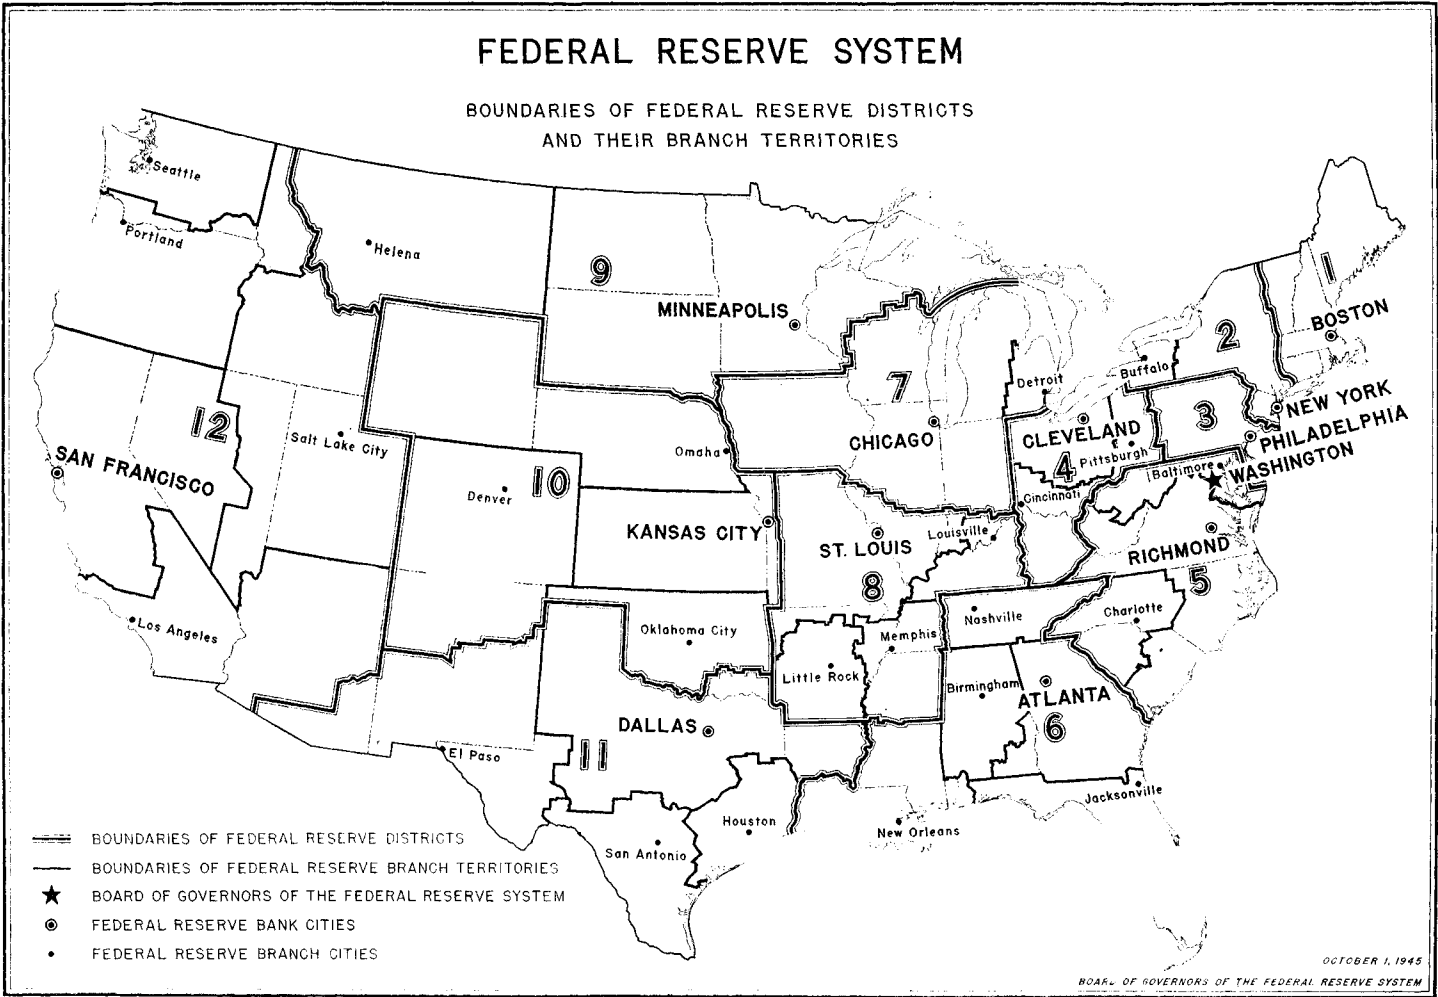 FEDERAL RESERVE SYSTEM
BOUNDARIES OF FEDERAL RESERVE DISTRICTS
AND THEIR BRANCH TERRITORIES
Seattle
Portland
Helena
9
MINNEAPOLIS
1
BOSTON
2
Buffalo
7
Detroit
CHICAGO
CLEVELAND
4
Pittsburgh
Cincinnati
3
NEW YORK
PHILADELPHIA
WASHINGTON
Baltimore
12
SAN FRANCISCO
Salt Lake City
Omaha
10
Denver
KANSAS CITY
ST. LOUIS
8
Louisville
RICHMOND
5
Los Angeles
Oklahoma City
Memphis
Nashville
Charlotte
Little Rock
Birmingham
ATLANTA
6
DALLAS
11
El Paso
Houston
San Antonio
New Orleans
Jacksonville
BOUNDARIES OF FEDERAL RESERVE DISTRICTS
BOUNDARIES OF FEDERAL RESERVE BRANCH TERRITORIES
BOARD OF GOVERNORS OF THE FEDERAL RESERVE SYSTEM
FEDERAL RESERVE BANK CITIES
FEDERAL RESERVE BRANCH CITIES
OCTOBER 1, 1945
BOARD OF GOVERNORS OF THE FEDERAL RESERVE SYSTEM